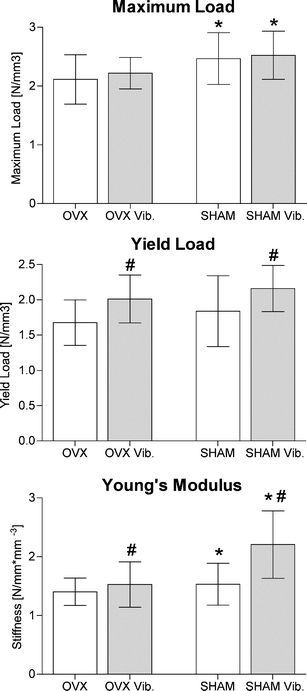 Maximum Load
Maximum Load [N/mm3]
3
2
1
0
* *
OVX OVX Vib. SHAM SHAM Vib.
Yield Load
Yield Load [N/mm3]
2.5
2.0
1.5
1.0
0.5
0.0
# #
OVX OVX Vib. SHAM SHAM Vib.
Young's Modulus
Stiffness [N/mm*mm -3]
3
2
1
0
# * *#
OVX OVX Vib. SHAM SHAM Vib.